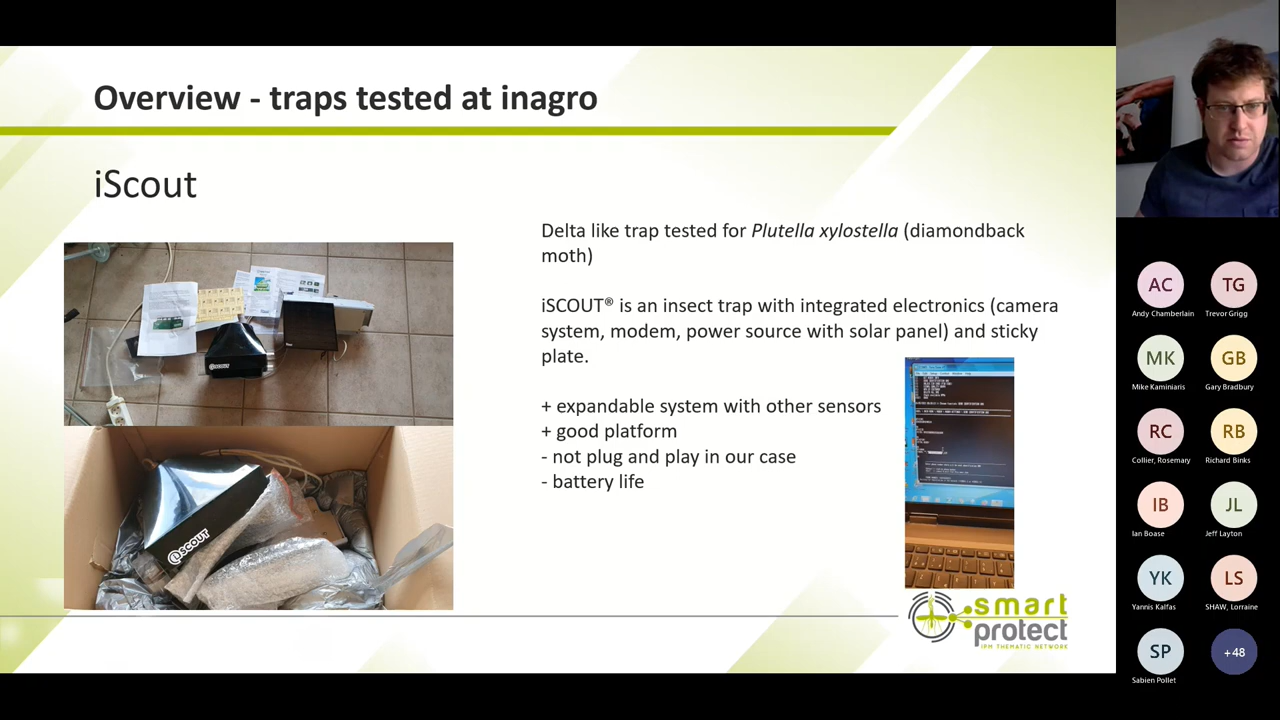 Overview - traps tested at inagro
iScout
Delta like trap tested for Plutella xylostella (diamondback
moth)
iSCOUT® is an insect trap with integrated electronics (camera
system, modem, power source with solar panel) and sticky
plate.
+ expandable system with other sensors
+ good platform
- not plug and play in our case
- battery life
@SCOUT
@SCOUT
smart
protect
IPM THEMATIC NETWORK
AC
TG
Andy Chamberlain
Trevor Grigg
MK
GB
Mike Kaminiaris
Gary Bradbury
RC
RB
Collier, Rosemary
Richard Binks
IB
JL
Ian Boase
Jeff Layton
YK
LS
Yannis Kalfas
SHAW, Lorraine
SP
+48
Sabien Pollet